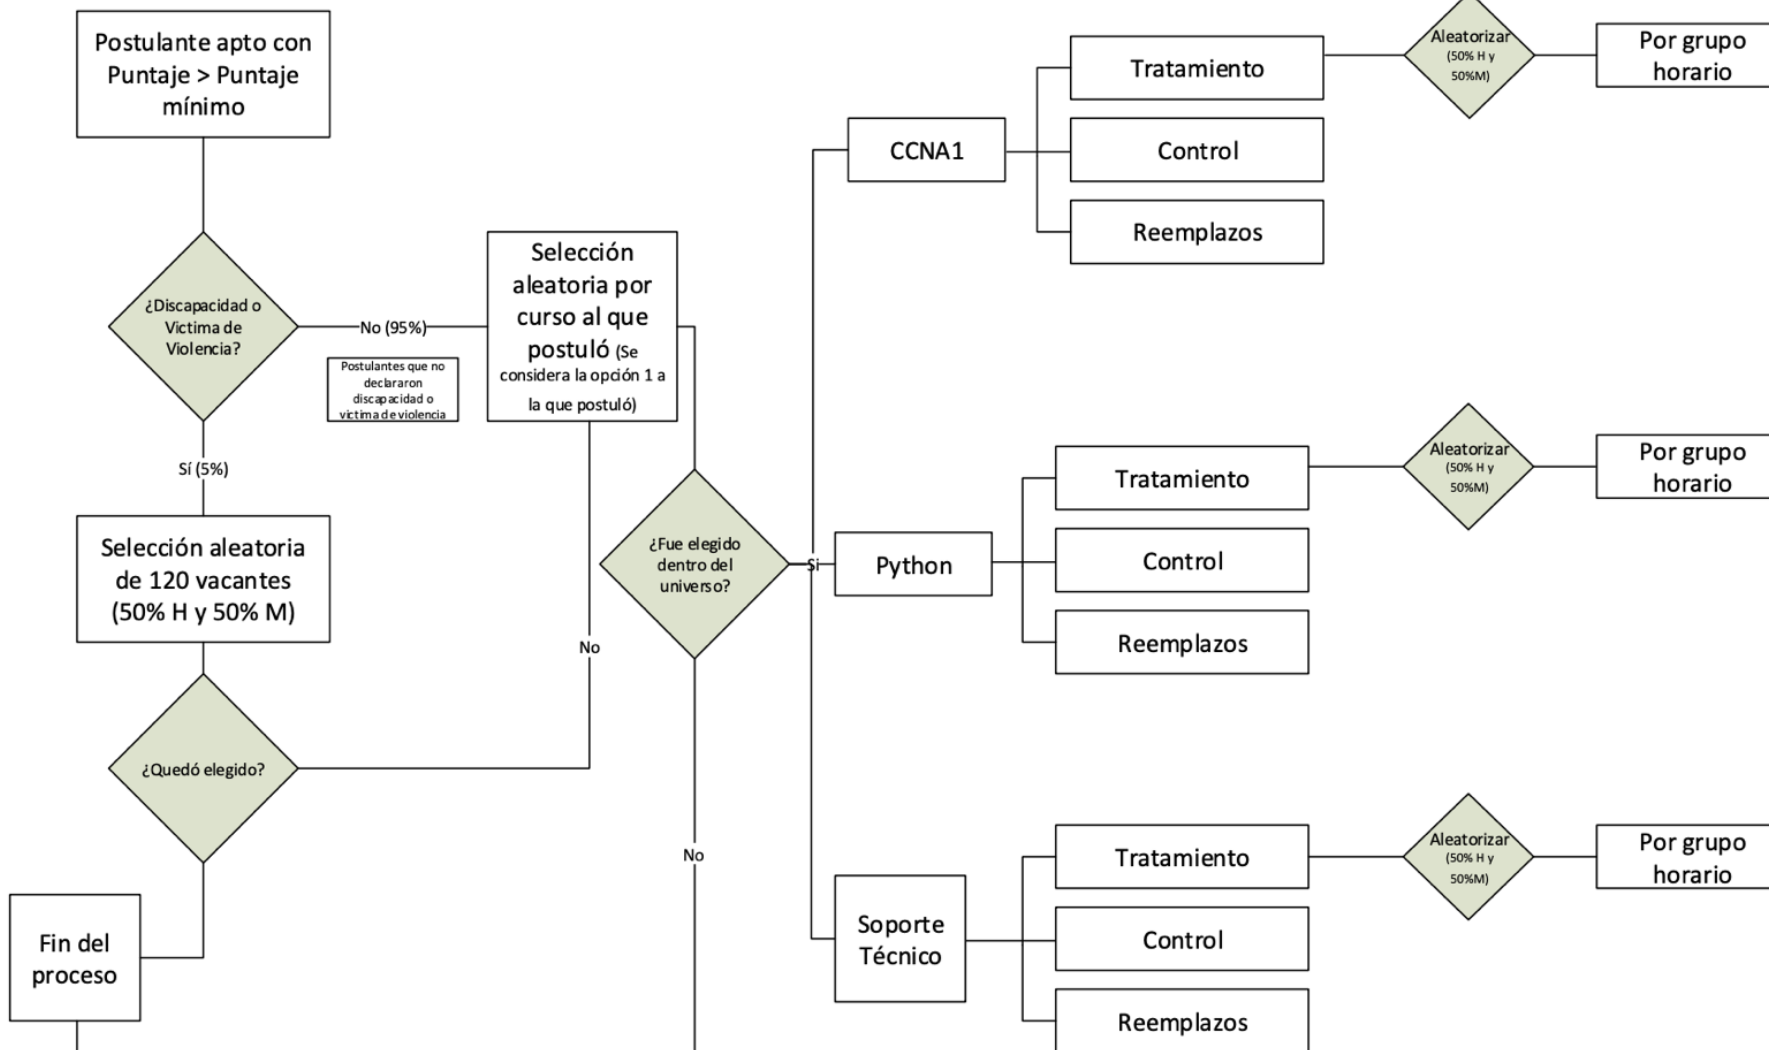 Postulante apto con
Puntaje > Puntaje
mínimo
¿Discapacidad o
Victima de
Violencia?
No (95%)
Postulantes que no
declararon
discapacidad o
victima de violencia
Sí (5%)
Selección aleatoria
de 120 vacantes
(50% H y 50% M)
¿Quedó elegido?
Fin del
proceso
Selección
aleatoria por
curso al que
postuló (Se
considera la opción 1 a
la que postuló)
No
¿Fue elegido
dentro del
universo?
Si
No
CCNA1
Tratamiento
Control
Reemplazos
Aleatorizar
(50% H y
50%M)
Por grupo
horario
Python
Tratamiento
Control
Reemplazos
Aleatorizar
(50% H y
50%M)
Por grupo
horario
Soporte
Técnico
Tratamiento
Control
Reemplazos
Aleatorizar
(50% H y
50%M)
Por grupo
horario